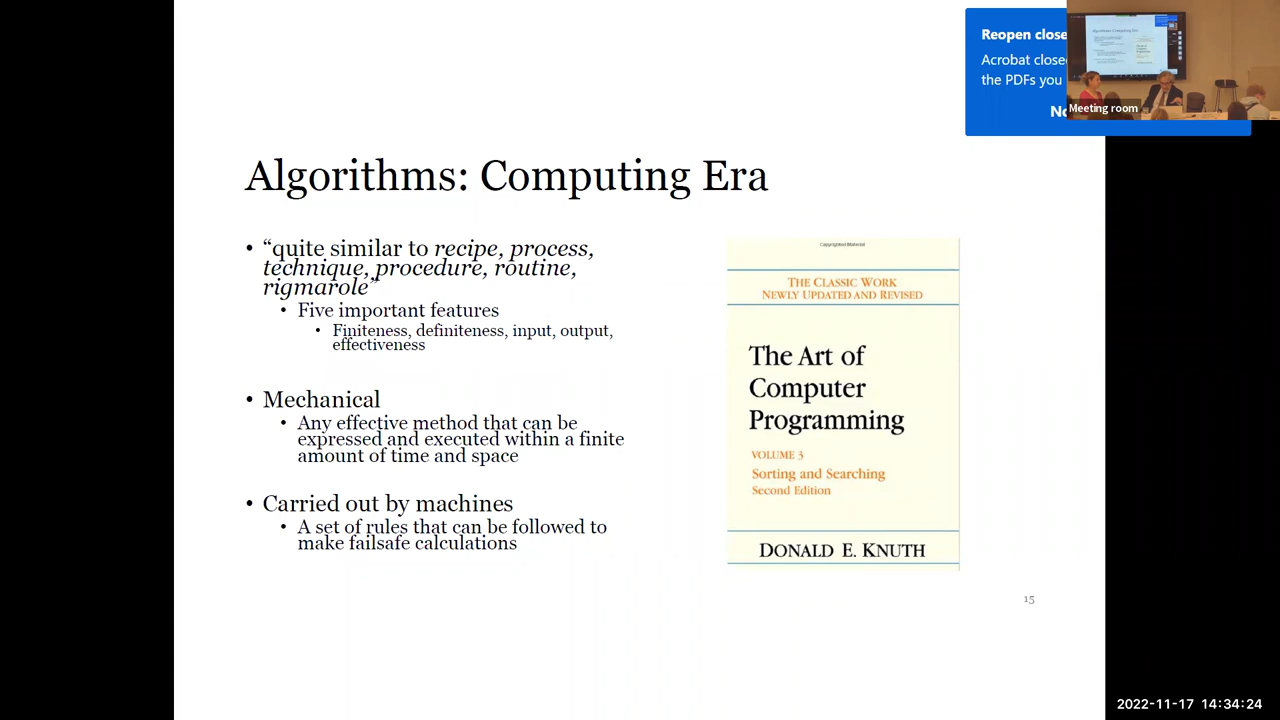 Reopen close
Acrobat closed
the PDFs you
No
Meeting room
Algorithms: Computing Era
• “quite similar to recipe, process,
technique, procedure, routine,
rigmarole”
• Five important features
• Finiteness, definiteness, input, output,
effectiveness
• Mechanical
• Any effective method that can be
expressed and executed within a finite
amount of time and space
• Carried out by machines
• A set of rules that can be followed to
make failsafe calculations
Copyrighted Material
THE CLASSIC WORK
NEWLY UPDATED AND REVISED
The Art of
Computer
Programming
VOLUME 3
Sorting and Searching
Second Edition
DONALD E. KNUTH
15
2022-11-17 14:34:24